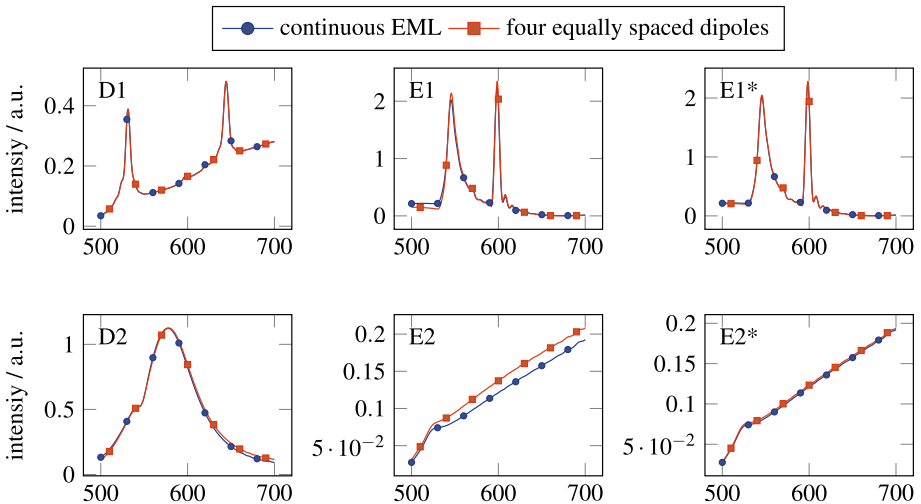 continuous EML four equally spaced dipoles
D1 E1 E1*
intensiy / a.u.
0.4 2 2
0.2 1 1
0 0 0
500 600 700 500 600 700 500 600 700
D2 E2 E2*
intensiy / a.u.
0.2 0.2
1 0.15 0.15
0.5 0.1 0.1
0 5 · 10⁻² 5 · 10⁻²
500 600 700 500 600 700 500 600 700